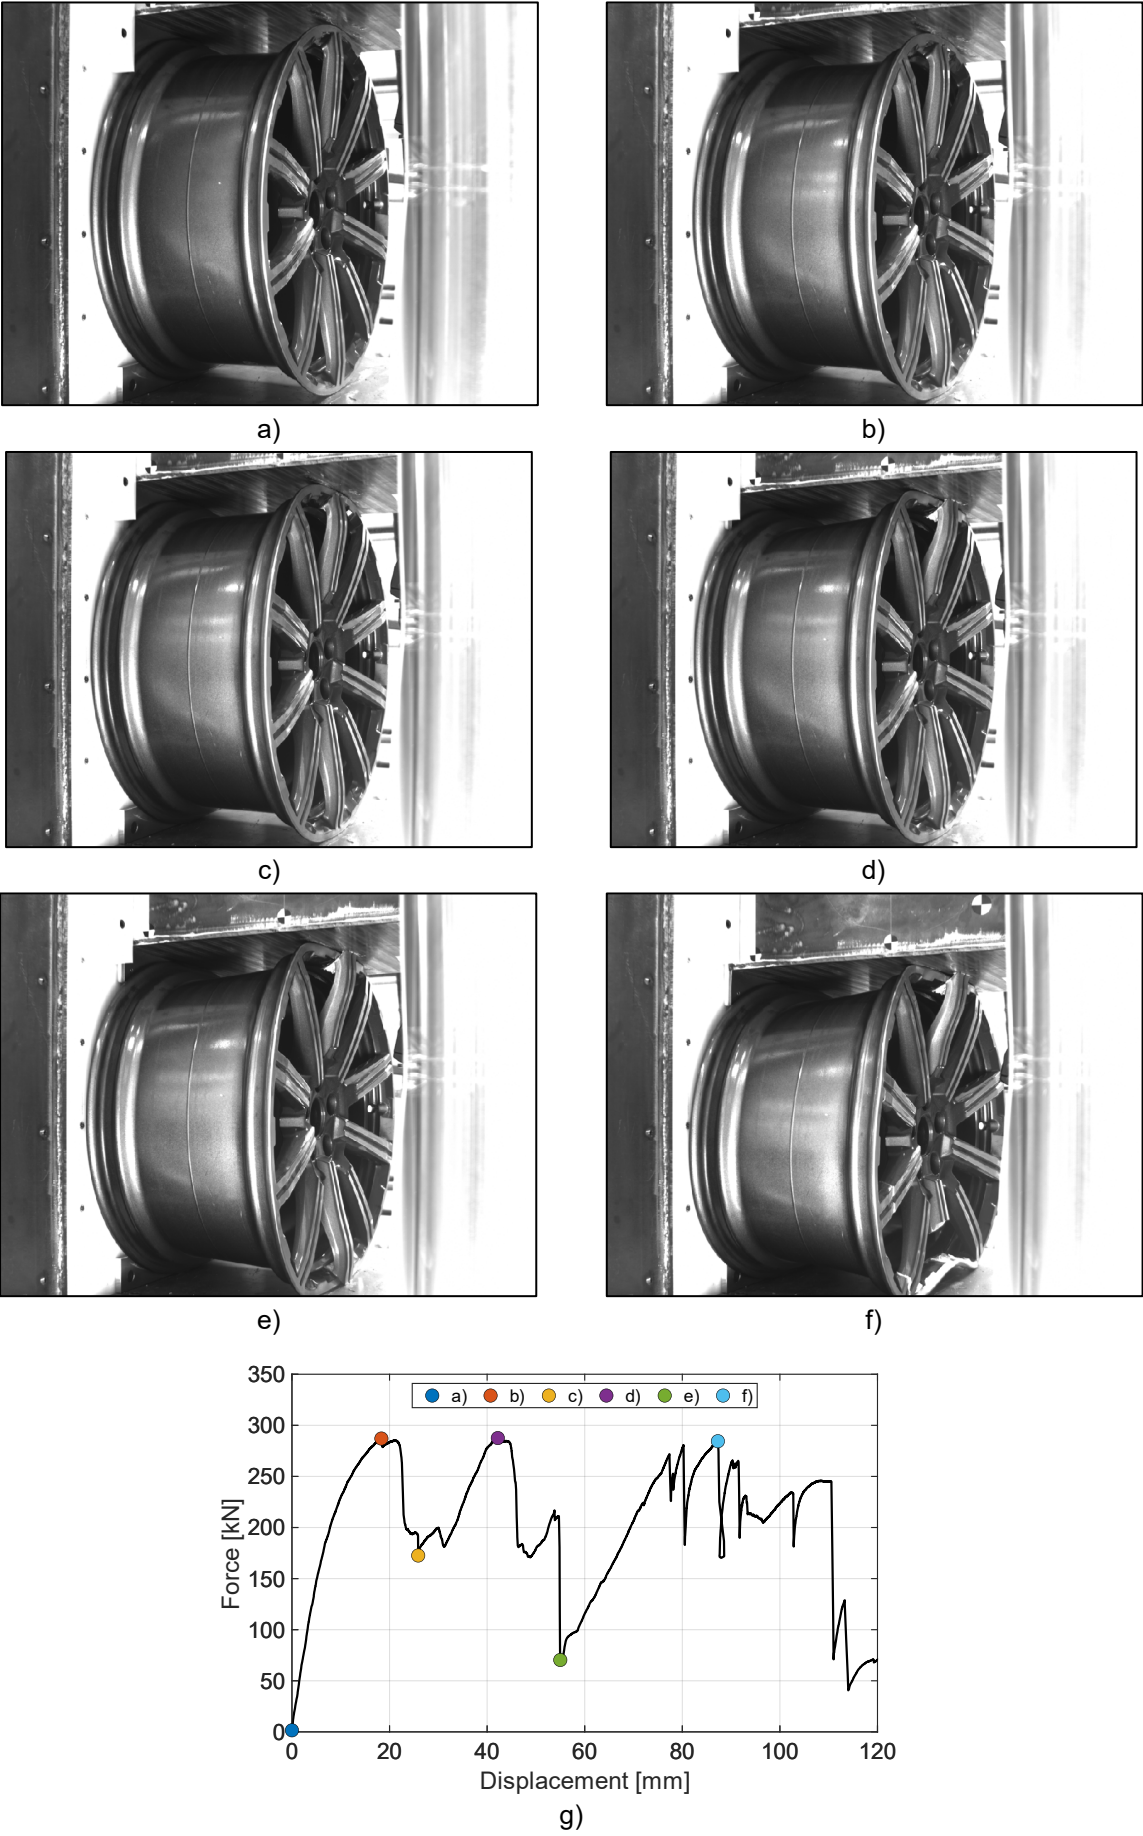 a)
b)
c)
d)
e)
f)
350
300
250
200
150
100
50
0
Force [kN]
a) b) c) d) e) f)
0 20 40 60 80 100 120
Displacement [mm]
g)